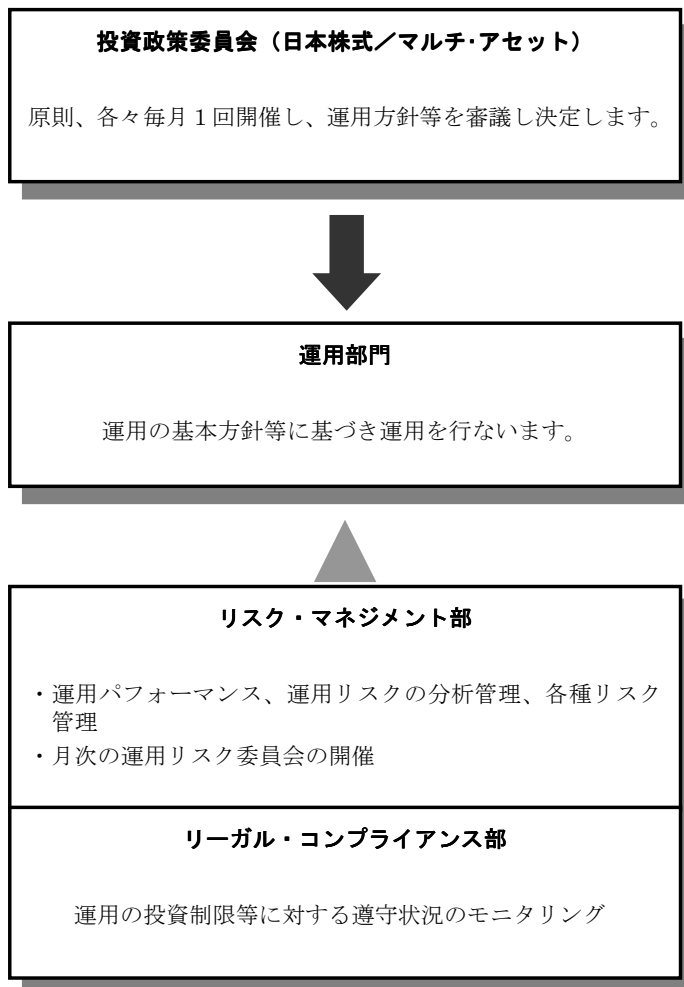 投資政策委員会（日本株式／マルチ・アセット）
原則、各々毎月１回開催し、運用方針等を審議し決定します。
運用部門
運用の基本方針等に基づき運用を行ないます。
リスク・マネジメント部
・運用パフォーマンス、運用リスクの分析管理、各種リスク
管理
・月次の運用リスク委員会の開催
リーガル・コンプライアンス部
運用の投資制限等に対する遵守状況のモニタリング